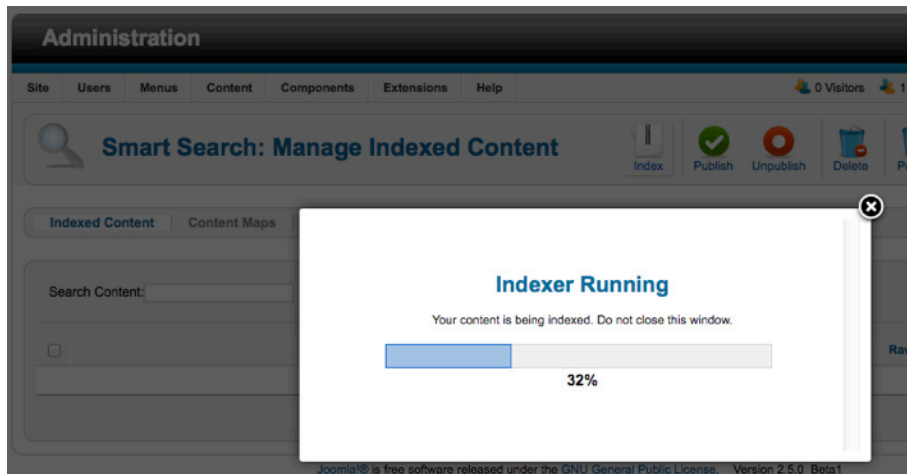 Administration
Site Users Menus Content Components Extensions Help 0 Visitors 1
Smart Search: Manage Indexed Content
Index Publish Unpublish Delete
Indexed Content Content Maps
Indexer Running
Search Content:
Your content is being indexed. Do not close this window.
32%
Joomla!® is free software released under the GNU General Public License. Version 2.5.0 Beta1